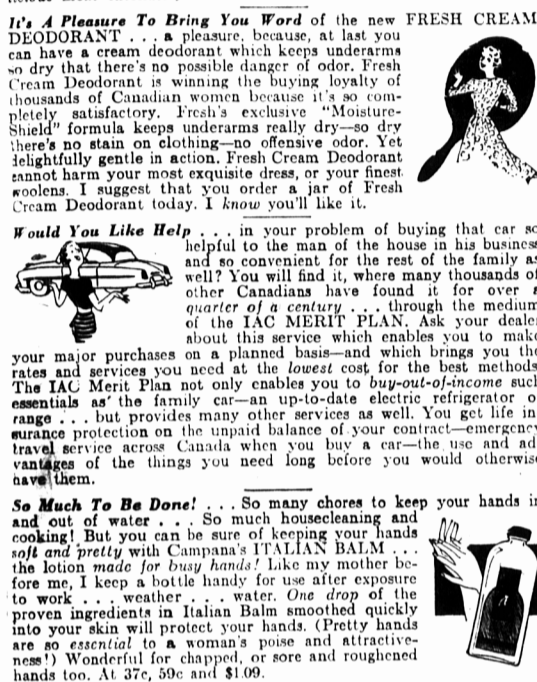 It's A Pleasure To Bring You Word of the new FRESH CREAM
DEODORANT . . . a pleasure, because, at last you
can have a cream deodorant which keeps underarms
so dry that there's no possible danger of odor. Fresh
Cream Deodorant is winning the buying loyalty of
thousands of Canadian women because it's so com-
pletely satisfactory. Fresh's exclusive "Moisture-
Shield" formula keeps underarms really dry—so dry
there's no stain on clothing—no offensive odor. Yet
delightfully gentle in action. Fresh Cream Deodorant
cannot harm your most exquisite dress, or your finest
woolens. I suggest that you order a jar of Fresh
Cream Deodorant today. I know you'll like it.
Would You Like Help . . . in your problem of buying that car so
helpful to the man of the house in his business
and so convenient for the rest of the family as
well? You will find it, where many thousands of
other Canadians have found it for over a
quarter of a century . . . through the medium
of the IAC MERIT PLAN. Ask your dealer
about this service which enables you to make
your major purchases on a planned basis—and which brings you the
rates and services you need at the lowest cost for the best methods
The IAC Merit Plan not only enables you to buy-out-of-income such
essentials as the family car—an up-to-date electric refrigerator or
range . . . but provides many other services as well. You get life in-
surance protection on the unpaid balance of your contract—emergency
travel service across Canada when you buy a car—the use and ad-
vantages of the things you need long before you would otherwise
have them.
So Much To Be Done! . . . So many chores to keep your hands in
and out of water . . . So much housecleaning and
cooking! But you can be sure of keeping your hands
soft and pretty with Campana's ITALIAN BALM . . .
the lotion made for busy hands! Like my mother be-
fore me, I keep a bottle handy for use after exposure
to work . . . weather . . . water. One drop of the
proven ingredients in Italian Balm smoothed quickly
into your skin will protect your hands. (Pretty hands
are so essential to a woman's poise and attractive-
ness!) Wonderful for chapped, or sore and roughened
hands too. At 37c, 59c and $1.09.